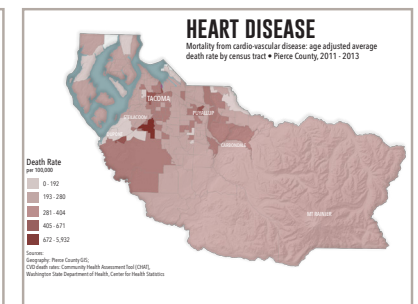 HEART DISEASE
Mortality from cardio-vascular disease: age adjusted average
death rate by census tract • Pierce County, 2011 - 2013
TACOMA
PUYALLUP
Death Rate
per 100,000
0 - 192
193 - 280
281 - 404
405 - 671
672 - 5,932
MT RAINIER
Sources:
Geography: Pierce County GIS;
CVD death rates: Community Health Assessment Tool (CHAT),
Washington State Department of Health, Center for Health Statistics